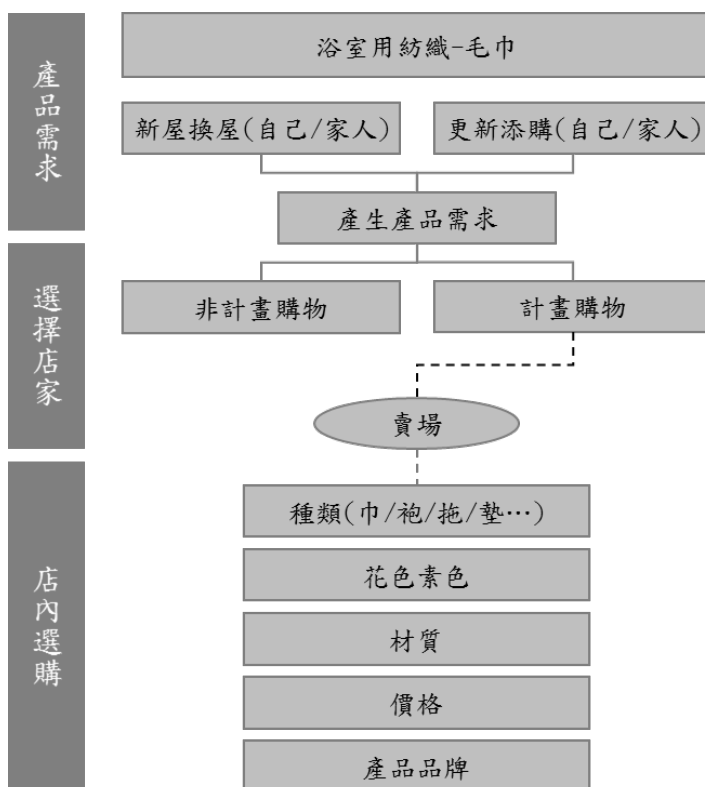 產品需求
浴室用紡織-毛巾
新屋換屋(自己/家人)
更新添購(自己/家人)
產生產品需求
選擇店家
非計畫購物
計畫購物
賣場
店內選購
種類(巾/袍/拖/墊…)
花色素色
材質
價格
產品品牌